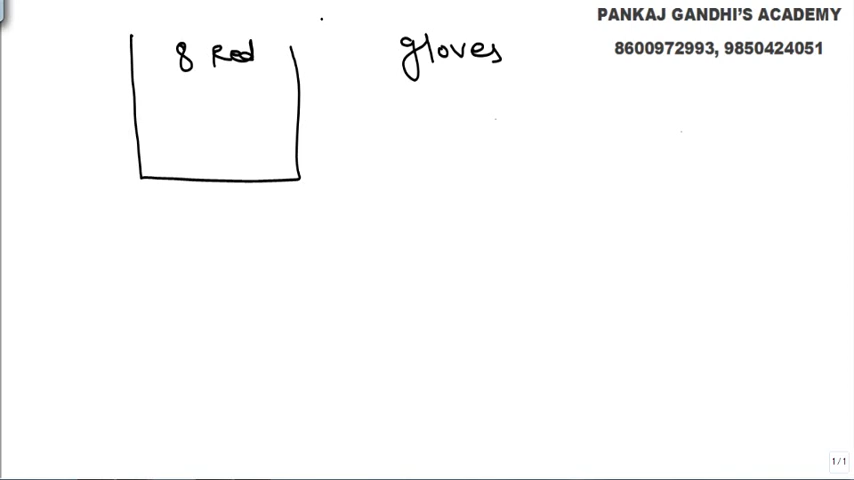 PANKAJ GANDHI'S ACADEMY
8600972993, 9850424051
8 Red
gloves
1/1